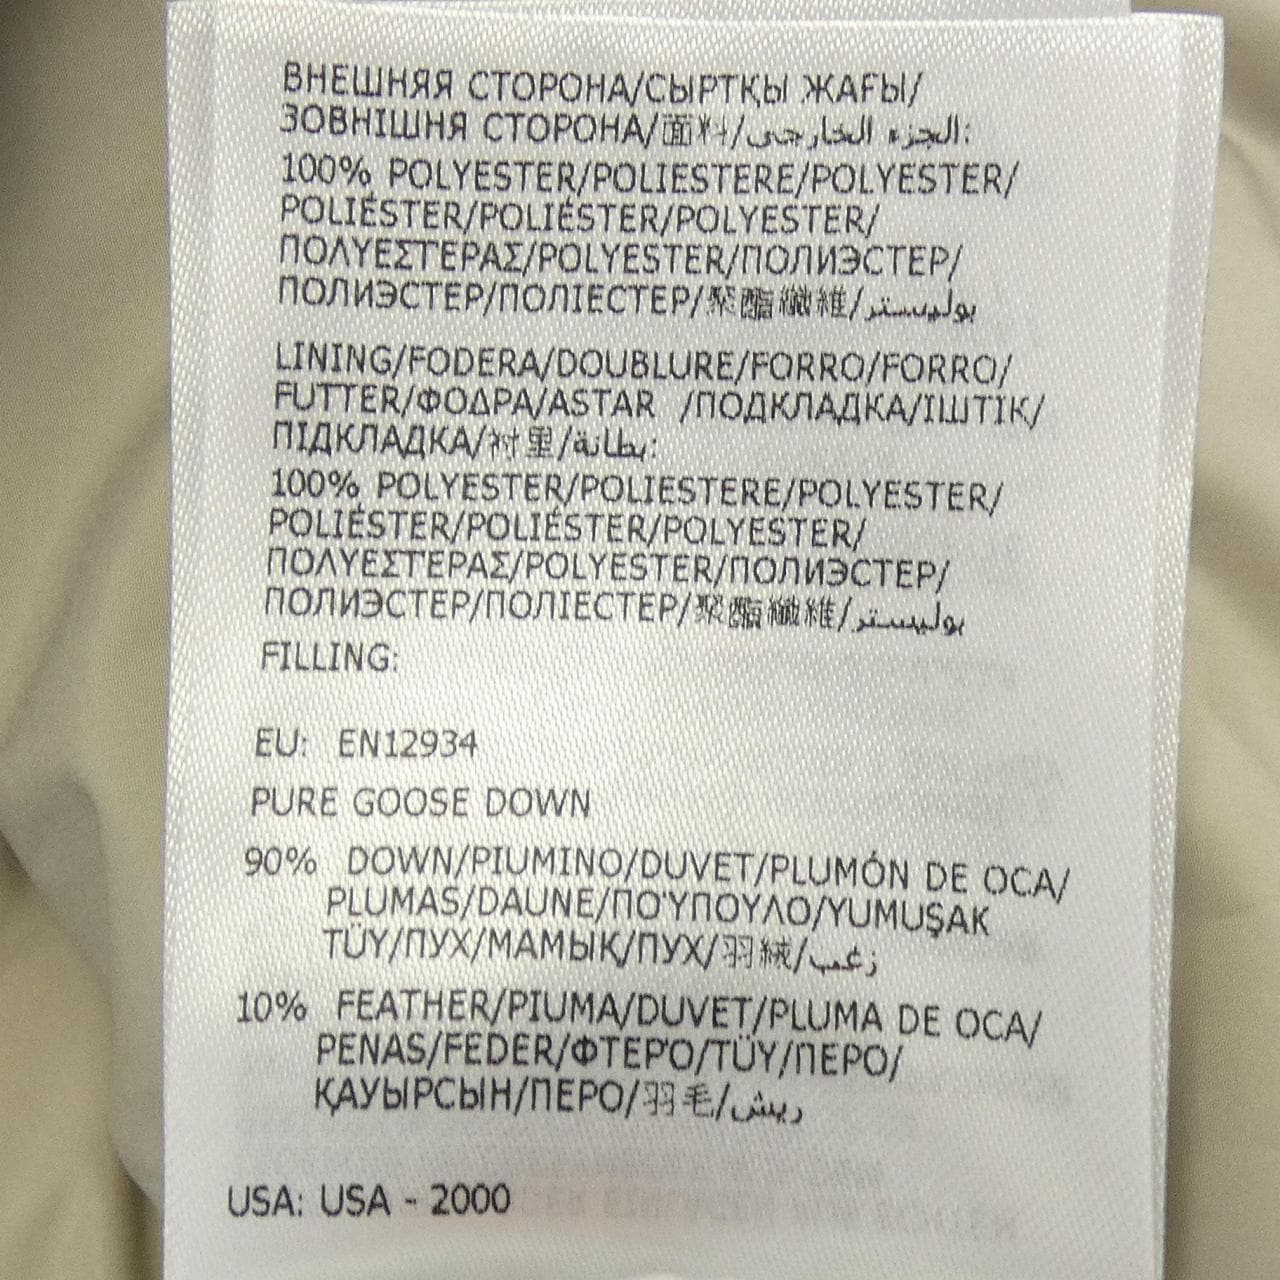 ВНЕШНЯЯ СТОРОНА/СЫРТҚЫ ЖАҒЫ/
ЗОВНІШНЯ СТОРОНА/面料/الجزء الخارجى:
100% POLYESTER/POLIESTERE/POLYESTER/
POLIÉSTER/POLIÉSTER/POLYESTER/
ΠΟΛΥΕΣΤΕΡΑΣ/POLYESTER/ПОЛИЭСТЕР/
ПОЛИЭСТЕР/ПОЛІЕСТЕР/聚酯纖維/بوليستر
LINING/FODERA/DOUBLURE/FORRO/FORRO/
FUTTER/ΦΟΔΡΑ/ASTAR /ПОДКЛАДКА/ІШТІК/
ПІДКЛАДКА/衬里/بطانة:
100% POLYESTER/POLIESTERE/POLYESTER/
POLIÉSTER/POLIÉSTER/POLYESTER/
ΠΟΛΥΕΣΤΕΡΑΣ/POLYESTER/ПОЛИЭСТЕР/
ПОЛИЭСТЕР/ПОЛІЕСТЕР/聚酯纖維/بوليستر
FILLING:
EU: EN12934
PURE GOOSE DOWN
90% DOWN/PIUMINO/DUVET/PLUMÓN DE OCA/
PLUMAS/DAUNE/ΠΟΎΠΟΥΛΟ/YUMUŞAK
TÜY/ПУХ/МАМЫҚ/ПУХ/羽絨/زغب
10% FEATHER/PIUMA/DUVET/PLUMA DE OCA/
PENAS/FEDER/ΦΤΕΡΌ/TÜY/ПЕРО/
ҚАУЫРСЫН/ПЕРО/羽毛/ريش
USA: USA - 2000